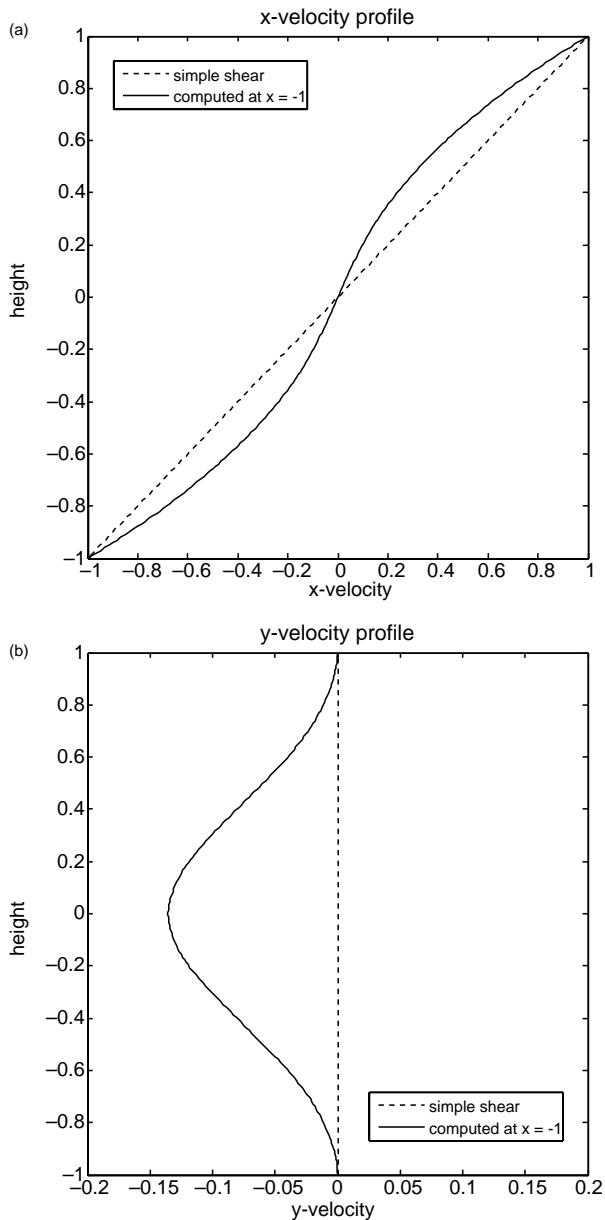 (a)
x-velocity profile
1
simple shear
computed at x = -1
0.8
0.6
0.4
0.2
height
0
−0.2
−0.4
−0.6
−0.8
−1
−1 −0.8 −0.6 −0.4 −0.2 0 0.2 0.4 0.6 0.8 1
x-velocity
y-velocity profile
(b)
1
0.8
0.6
0.4
0.2
height
0
−0.2
−0.4
−0.6
−0.8
simple shear
computed at x = -1
−1
−0.2 −0.15 −0.1 −0.05 0 0.05 0.1 0.15 0.2
y-velocity